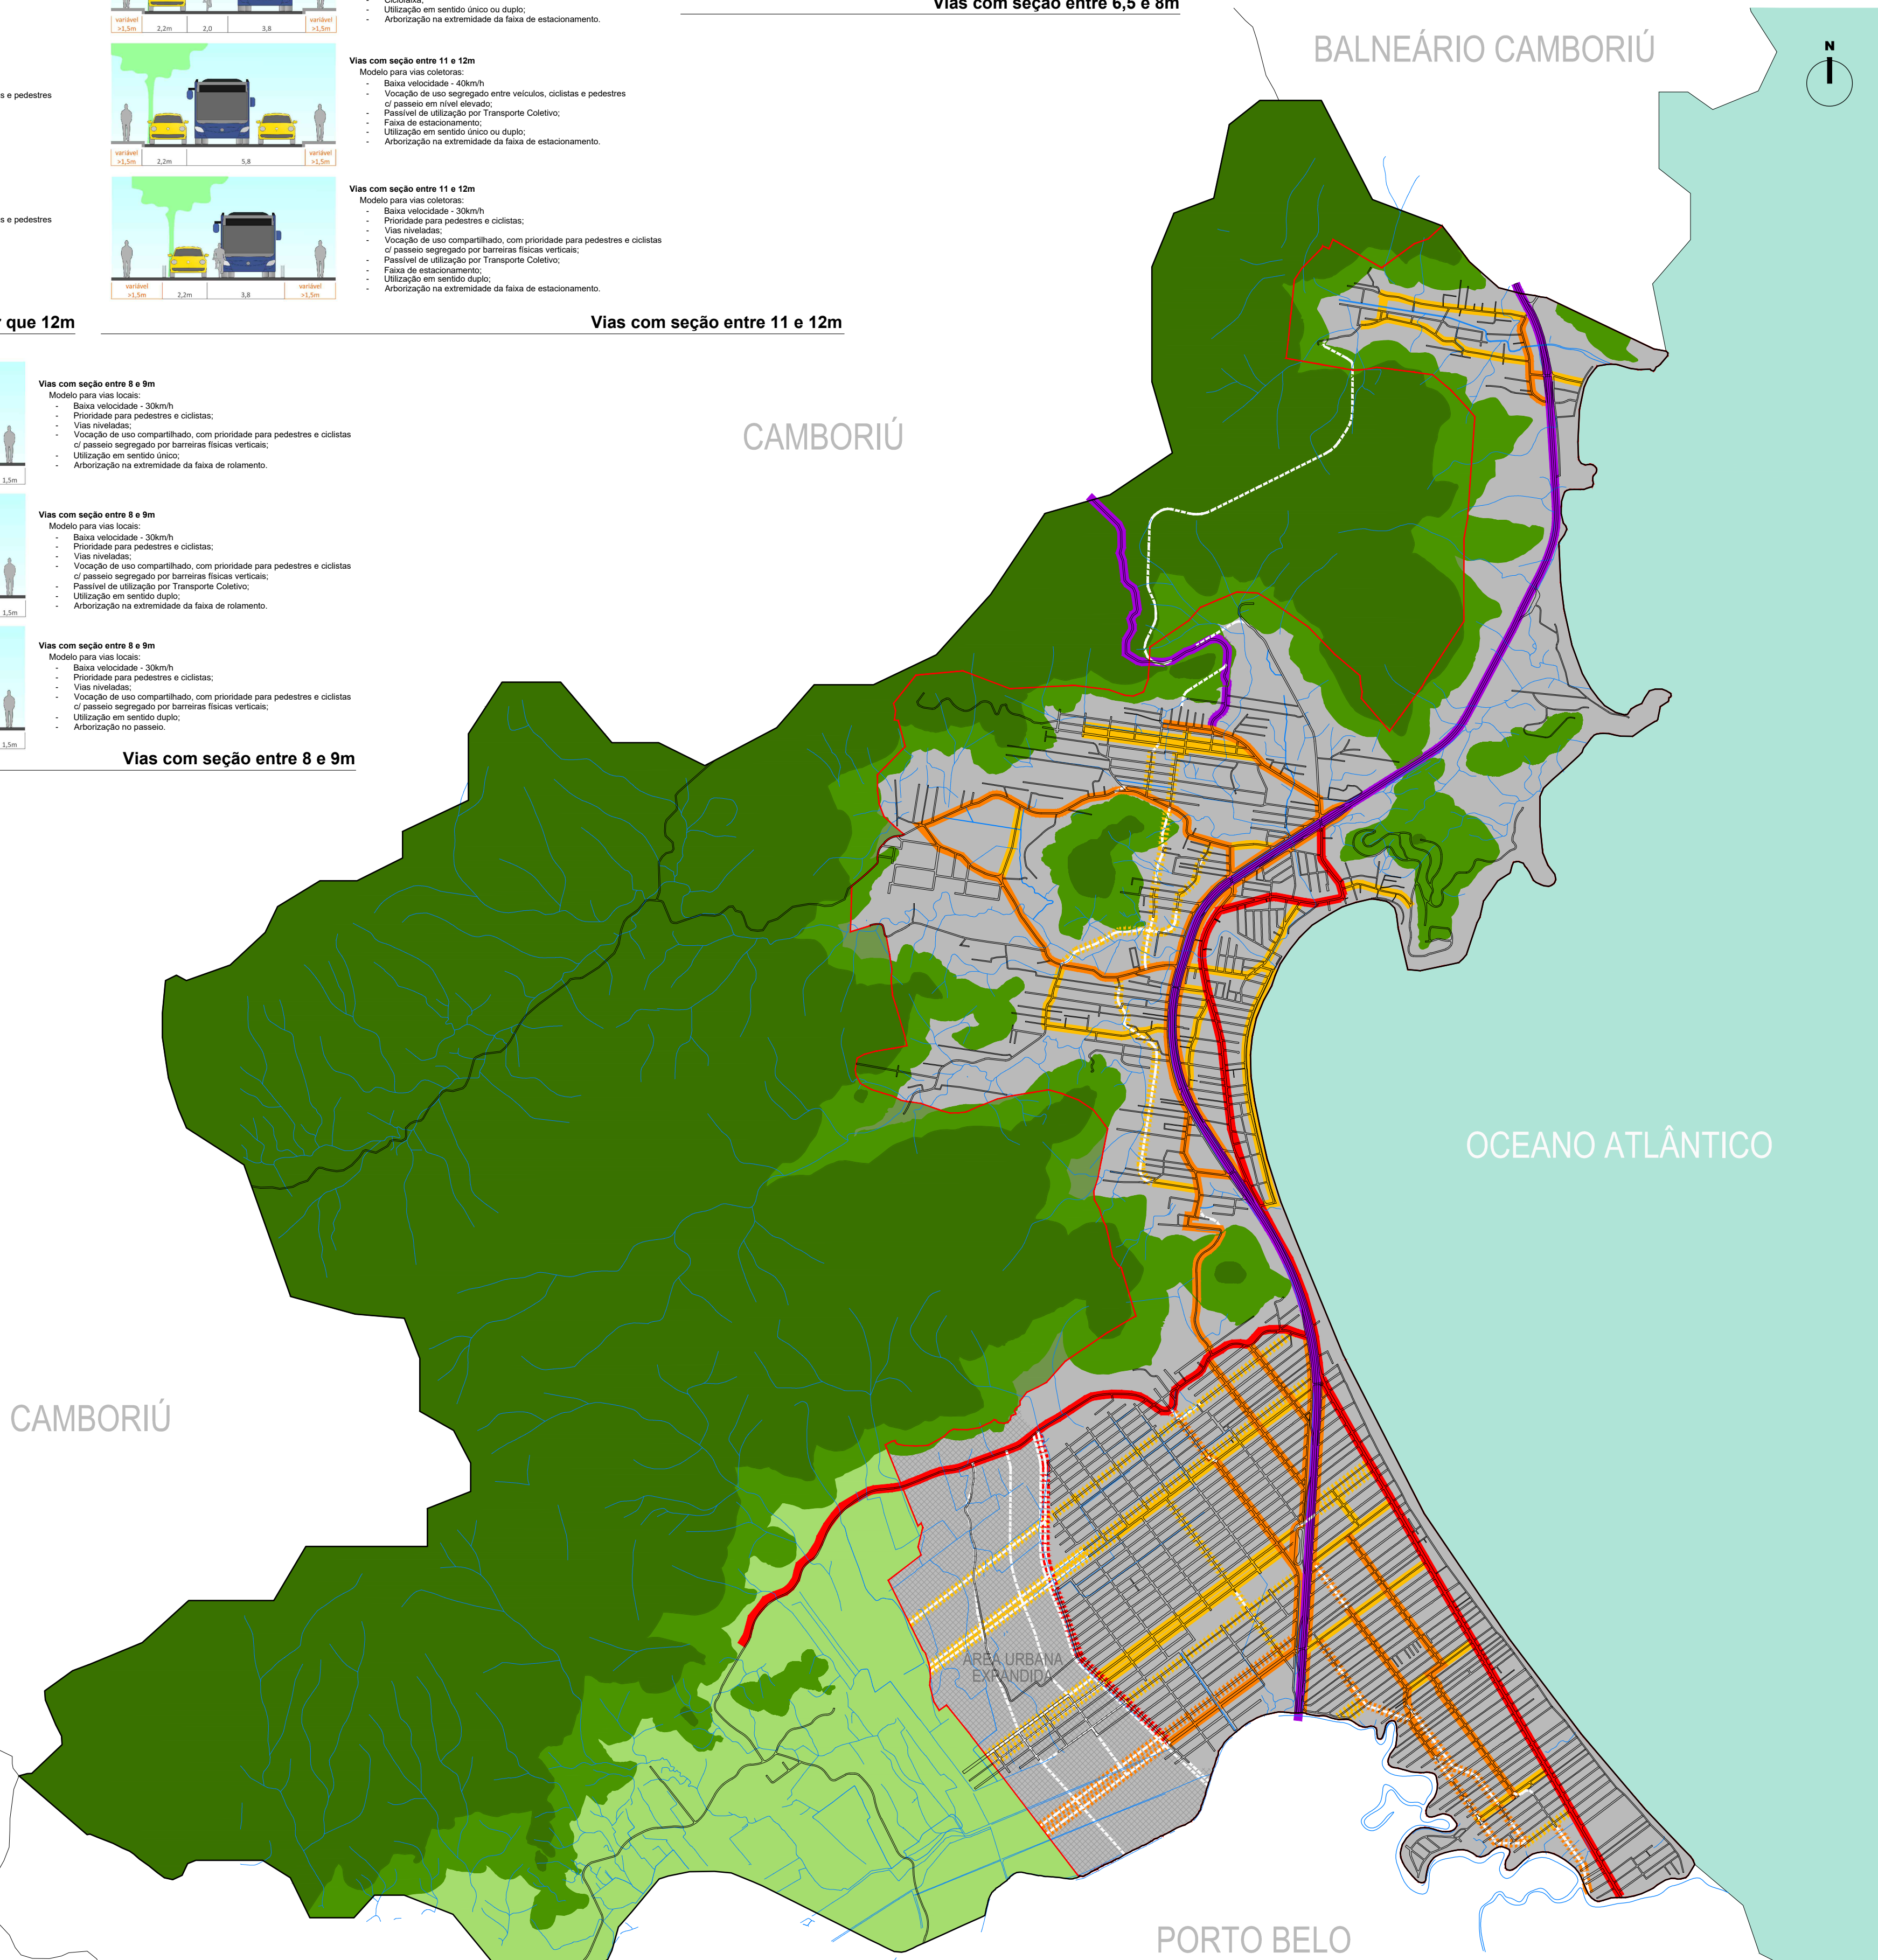 Ciclofaixa;
- Utilização em sentido único ou duplo;
- Arborização na extremidade da faixa de estacionamento.
variável
>1,5m
2,2m
2,0
3,8
variável
>1,5m
Vias com seção entre 6,5 e 8m
Vias com seção entre 11 e 12m
Modelo para vias coletoras:
- Baixa velocidade - 40km/h
- Vocação de uso segregado entre veículos, ciclistas e pedestres
c/ passeio em nível elevado;
- Passível de utilização por Transporte Coletivo;
- Faixa de estacionamento;
- Utilização em sentido único ou duplo;
- Arborização na extremidade da faixa de estacionamento.
variável
>1,5m
2,2m
5,8
variável
>1,5m
s e pedestres
Vias com seção entre 11 e 12m
Modelo para vias coletoras:
- Baixa velocidade - 30km/h
- Prioridade para pedestres e ciclistas;
- Vias niveladas;
- Vocação de uso compartilhado, com prioridade para pedestres e ciclistas
c/ passeio segregado por barreiras físicas verticais;
- Passível de utilização por Transporte Coletivo;
- Faixa de estacionamento;
- Utilização em sentido duplo;
- Arborização na extremidade da faixa de estacionamento.
variável
>1,5m
2,2m
3,8
variável
>1,5m
s e pedestres
que 12m
Vias com seção entre 11 e 12m
Vias com seção entre 8 e 9m
Modelo para vias locais:
- Baixa velocidade - 30km/h
- Prioridade para pedestres e ciclistas;
- Vias niveladas;
- Vocação de uso compartilhado, com prioridade para pedestres e ciclistas
c/ passeio segregado por barreiras físicas verticais;
- Utilização em sentido único;
- Arborização na extremidade da faixa de rolamento.
1,5m
Vias com seção entre 8 e 9m
Modelo para vias locais:
- Baixa velocidade - 30km/h
- Prioridade para pedestres e ciclistas;
- Vias niveladas;
- Vocação de uso compartilhado, com prioridade para pedestres e ciclistas
c/ passeio segregado por barreiras físicas verticais;
- Passível de utilização por Transporte Coletivo;
- Utilização em sentido duplo;
- Arborização na extremidade da faixa de rolamento.
1,5m
Vias com seção entre 8 e 9m
Modelo para vias locais:
- Baixa velocidade - 30km/h
- Prioridade para pedestres e ciclistas;
- Vias niveladas;
- Vocação de uso compartilhado, com prioridade para pedestres e ciclistas
c/ passeio segregado por barreiras físicas verticais;
- Utilização em sentido duplo;
- Arborização no passeio.
1,5m
Vias com seção entre 8 e 9m
BALNEÁRIO CAMBORIÚ
N
CAMBORIÚ
OCEANO ATLÂNTICO
CAMBORIÚ
ÁREA URBANA
EXPANDIDA
PORTO BELO